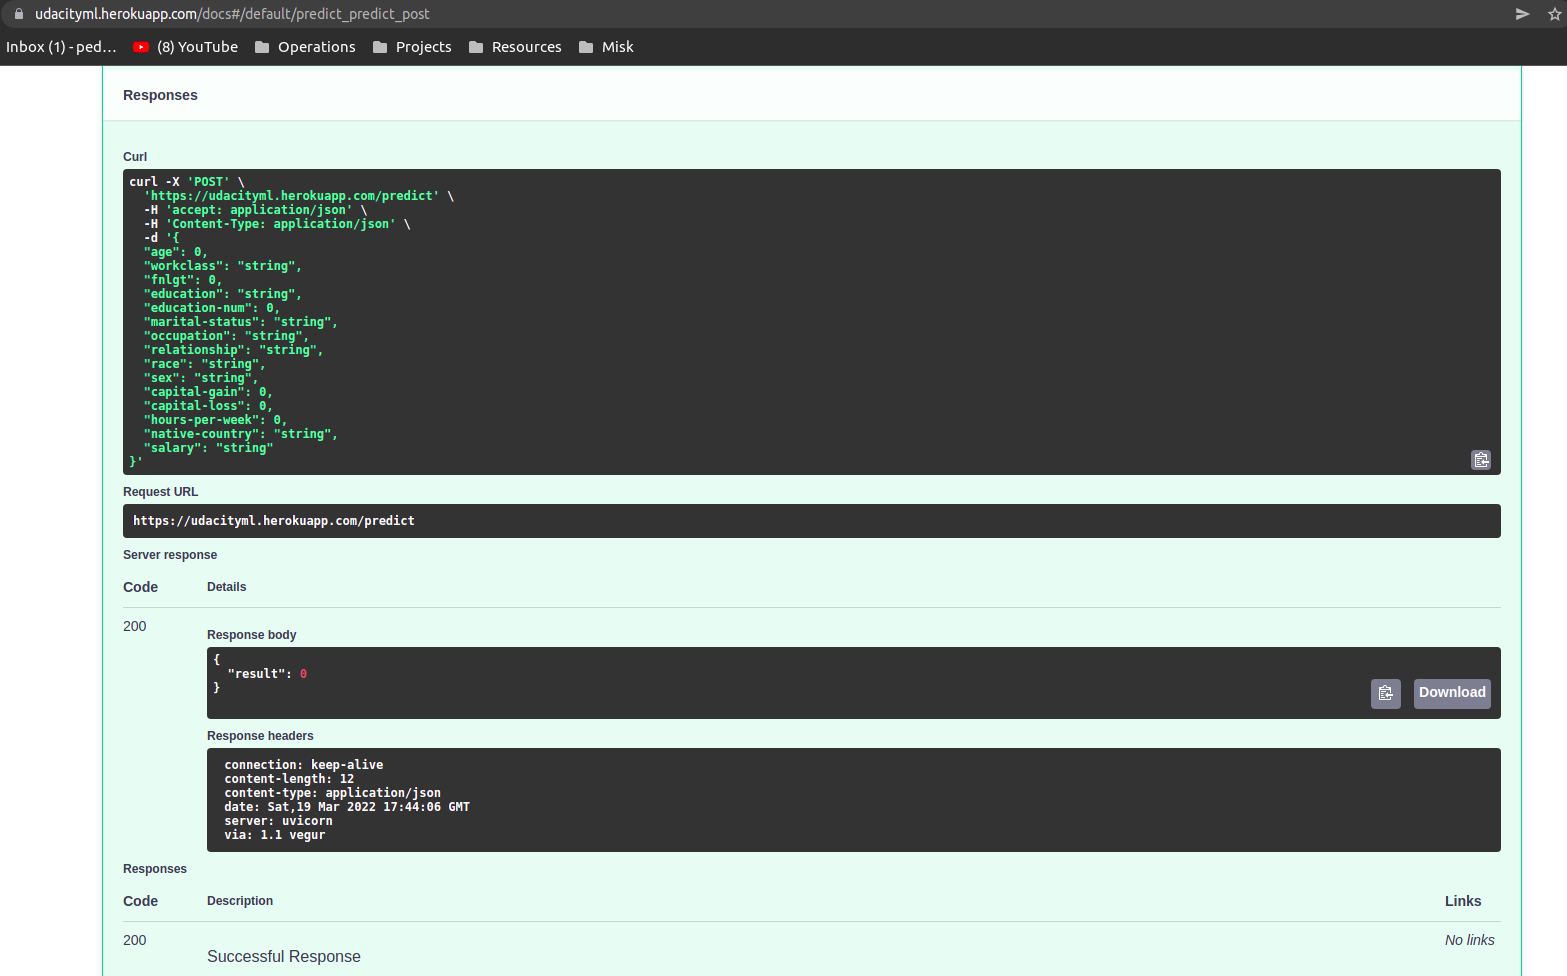 udacityml.herokuapp.com/docs#/default/predict_predict_post
Inbox (1) - ped… (8) YouTube Operations Projects Resources Misk
Responses
Curl
curl -X 'POST' \
'https://udacityml.herokuapp.com/predict' \
-H 'accept: application/json' \
-H 'Content-Type: application/json' \
-d '{
"age": 0,
"workclass": "string",
"fnlgt": 0,
"education": "string",
"education-num": 0,
"marital-status": "string",
"occupation": "string",
"relationship": "string",
"race": "string",
"sex": "string",
"capital-gain": 0,
"capital-loss": 0,
"hours-per-week": 0,
"native-country": "string",
"salary": "string"
}'
Request URL
https://udacityml.herokuapp.com/predict
Server response
Code Details
200
Response body
{
"result": 0
}
Download
Response headers
connection: keep-alive
content-length: 12
content-type: application/json
date: Sat,19 Mar 2022 17:44:06 GMT
server: uvicorn
via: 1.1 vegur
Responses
Code Description Links
200 No links
Successful Response